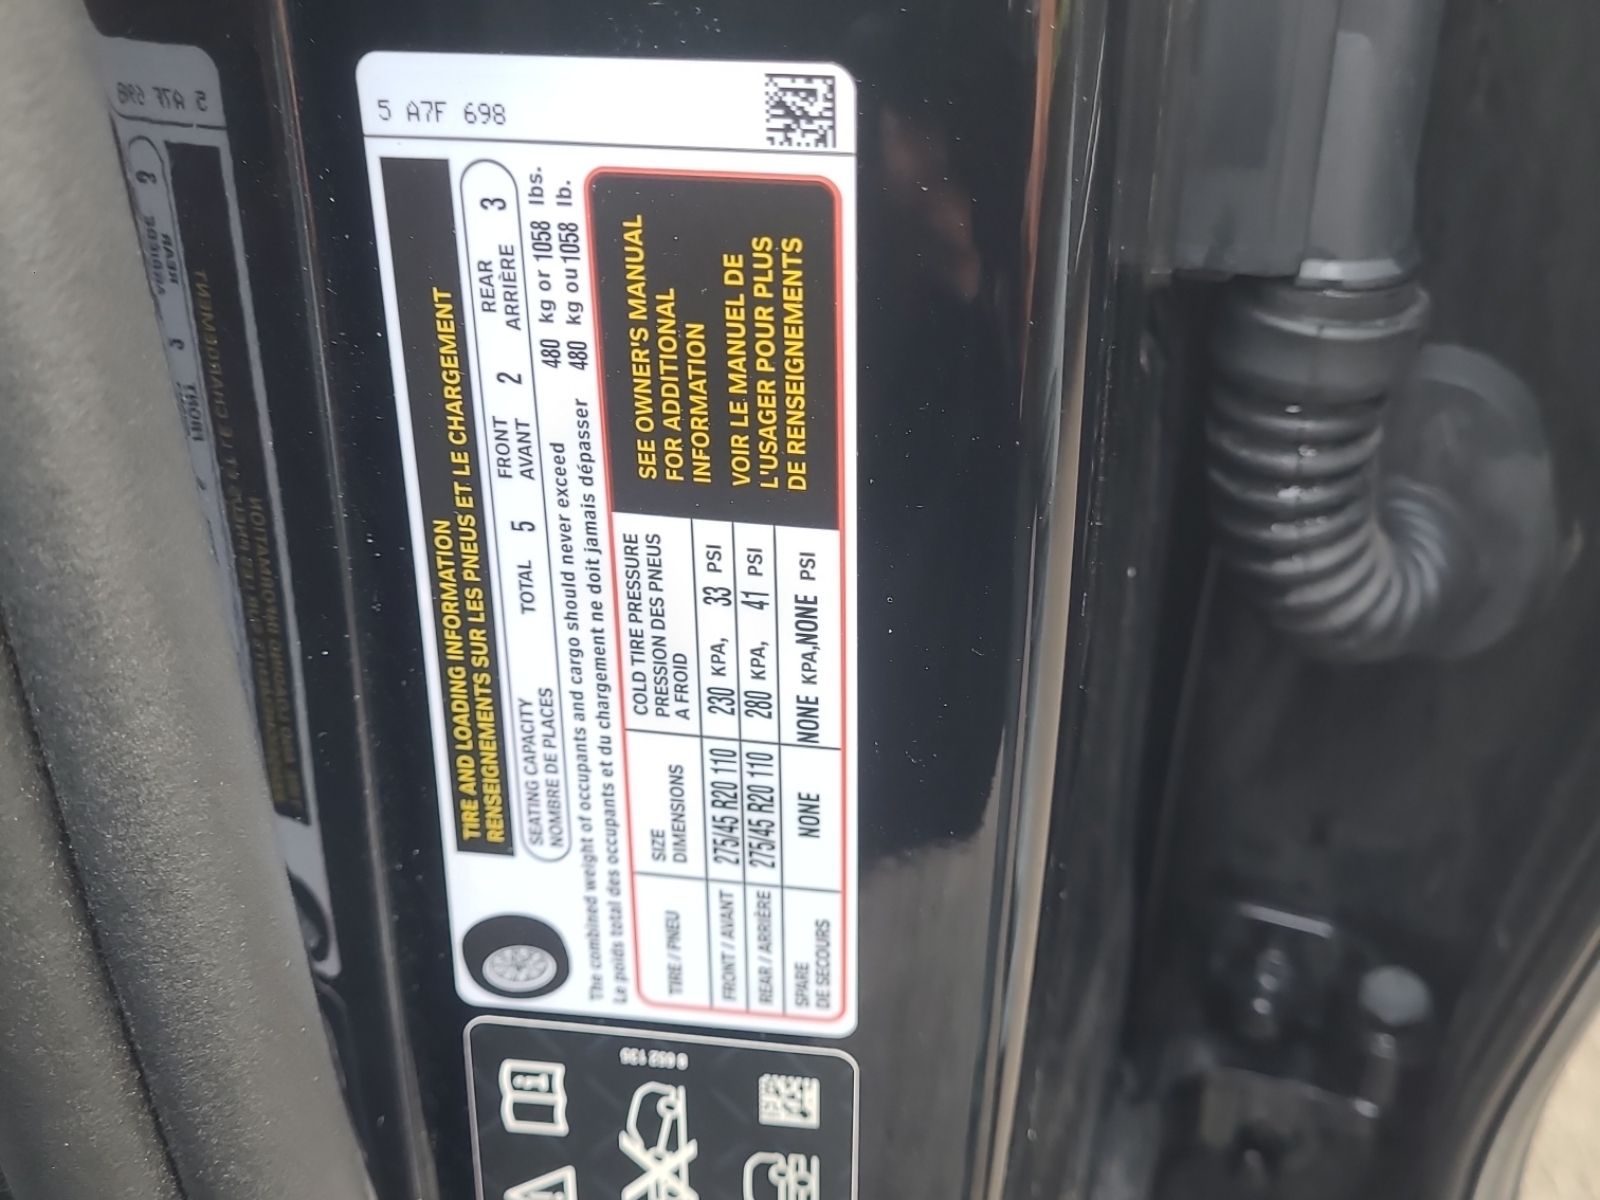 5 A7F 698
TIRE AND LOADING INFORMATION
RENSEIGNEMENTS SUR LES PNEUS ET LE CHARGEMENT
SEATING CAPACITY
NOMBRE DE PLACES
TOTAL 5
FRONT
AVANT
2
REAR
ARRIÈRE
3
The combined weight of occupants and cargo should never exceed 480 kg or 1058 lbs.
Le poids total des occupants et du chargement ne doit jamais dépasser 480 kg ou 1058 lb.
TIRE / PNEU
SIZE
DIMENSIONS
COLD TIRE PRESSURE
PRESSION DES PNEUS
A FROID
FRONT / AVANT 275/45 R20 110 230 KPA, 33 PSI
REAR / ARRIÈRE 275/45 R20 110 280 KPA, 41 PSI
SPARE
DE SECOURS
NONE NONE KPA,NONE PSI
SEE OWNER'S MANUAL
FOR ADDITIONAL
INFORMATION
VOIR LE MANUEL DE
L'USAGER POUR PLUS
DE RENSEIGNEMENTS